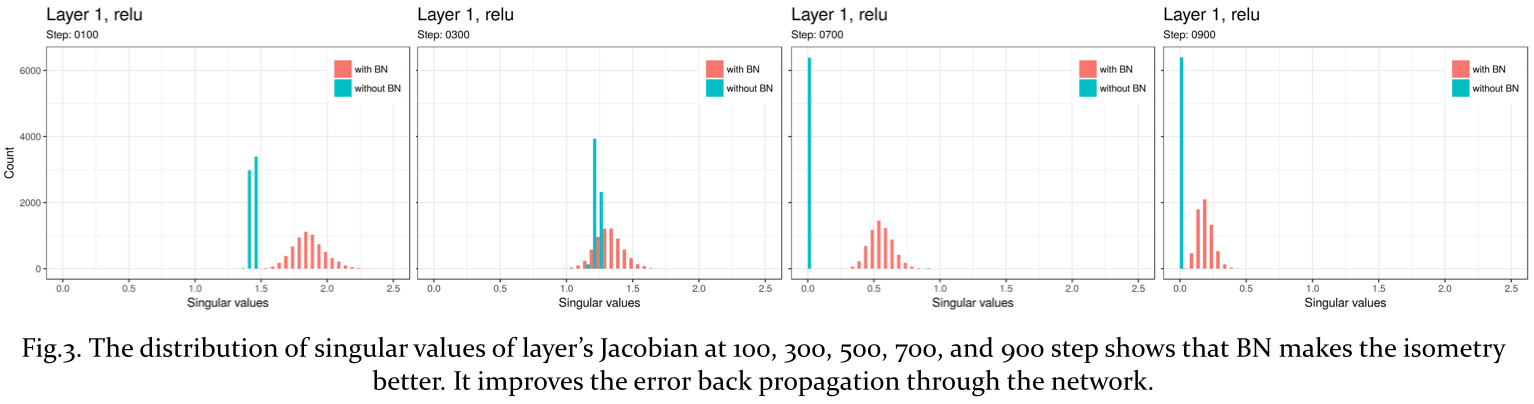 Layer 1, relu
Step: 0100
with BN
without BN
6000
4000
2000
0
Count
0.0 0.5 1.0 1.5 2.0 2.5
Singular values
Layer 1, relu
Step: 0300
with BN
without BN
0.0 0.5 1.0 1.5 2.0 2.5
Singular values
Layer 1, relu
Step: 0700
with BN
without BN
0.0 0.5 1.0 1.5 2.0 2.5
Singular values
Layer 1, relu
Step: 0900
with BN
without BN
0.0 0.5 1.0 1.5 2.0 2.5
Singular values
Fig.3. The distribution of singular values of layer's Jacobian at 100, 300, 500, 700, and 900 step shows that BN makes the isometry
better. It improves the error back propagation through the network.